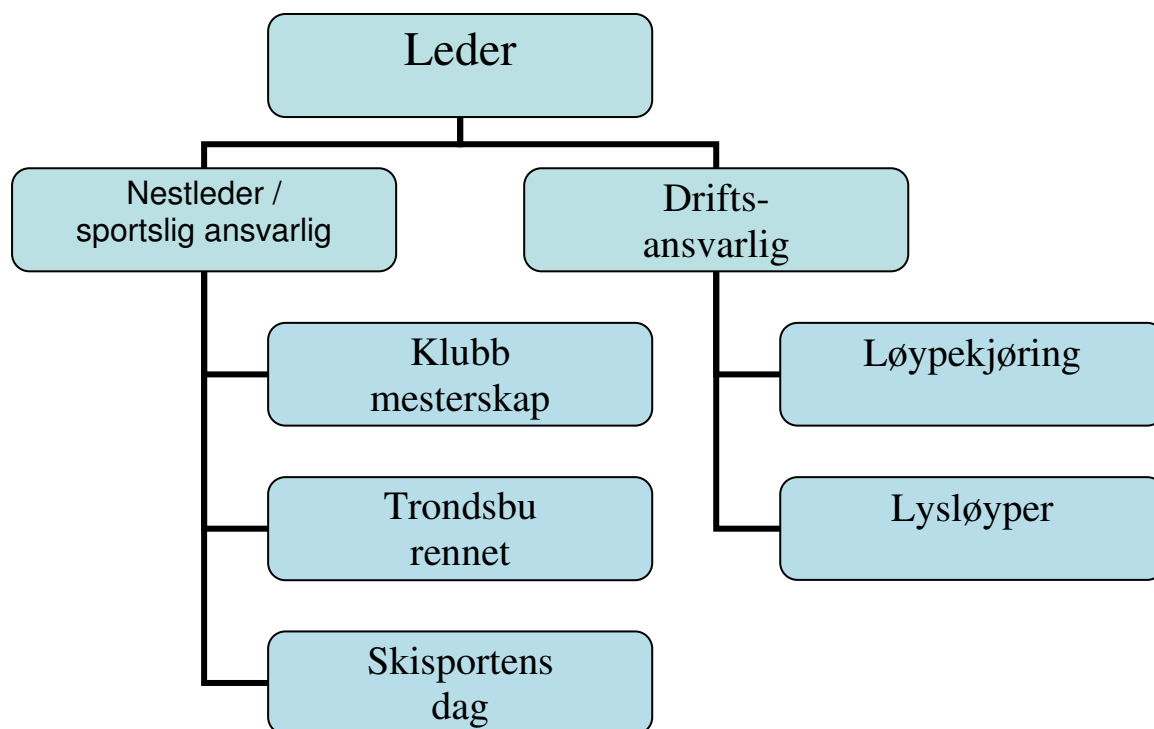 Leder
Nestleder /
sportslig ansvarlig
Drifts-
ansvarlig
Klubb
mesterskap
Løypekjøring
Trondsbu
rennet
Lysløyper
Skisportens
dag